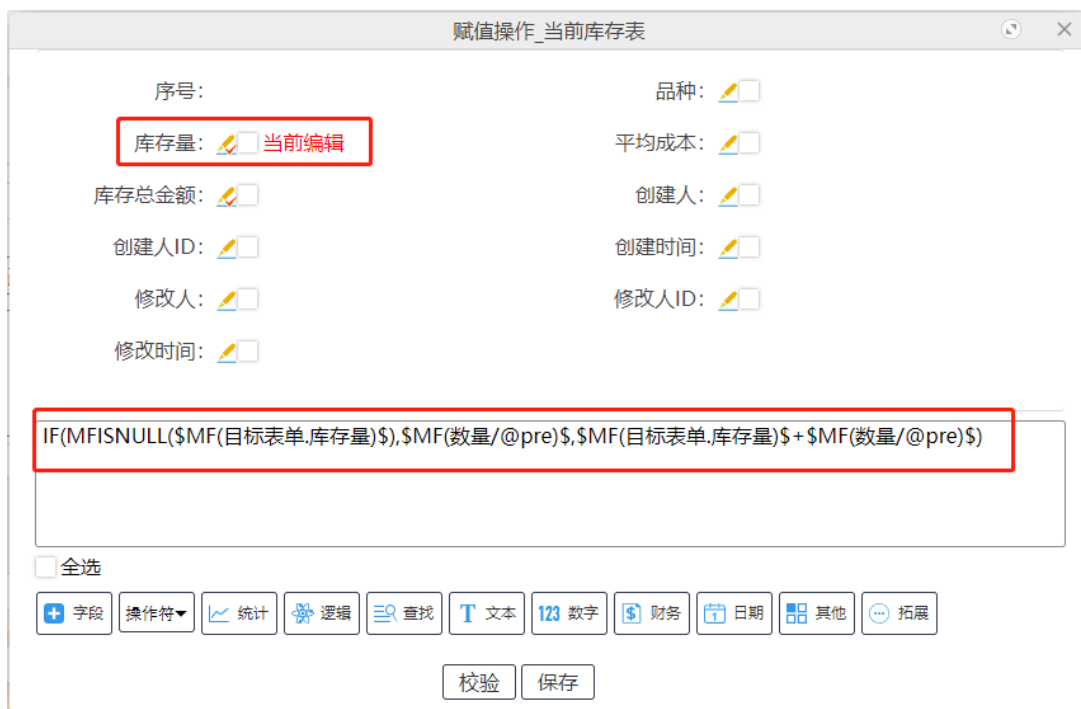 赋值操作_当前库存表
序号：
品种：
库存量：当前编辑
平均成本：
库存总金额：
创建人：
创建人ID：
创建时间：
修改人：
修改人ID：
修改时间：
IF(MFISNULL($MF(目标表单.库存量)$),$MF(数量/@pre)$,$MF(目标表单.库存量)$+$MF(数量/@pre)$)
全选
字段 操作符 统计 逻辑 查找 T 文本 123 数字 $ 财务 1 日期 其他 拓展
校验 保存